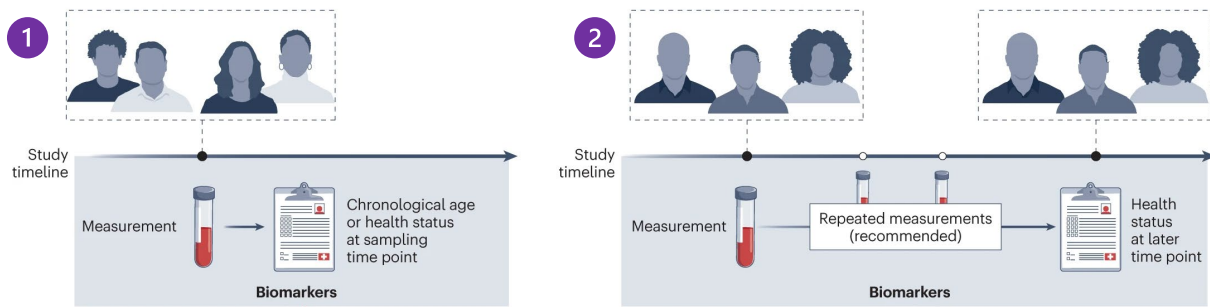 1
Study
timeline
Measurement
Chronological age
or health status
at sampling
time point
Biomarkers
2
Study
timeline
Measurement
Repeated measurements
(recommended)
Health
status
at later
time point
Biomarkers